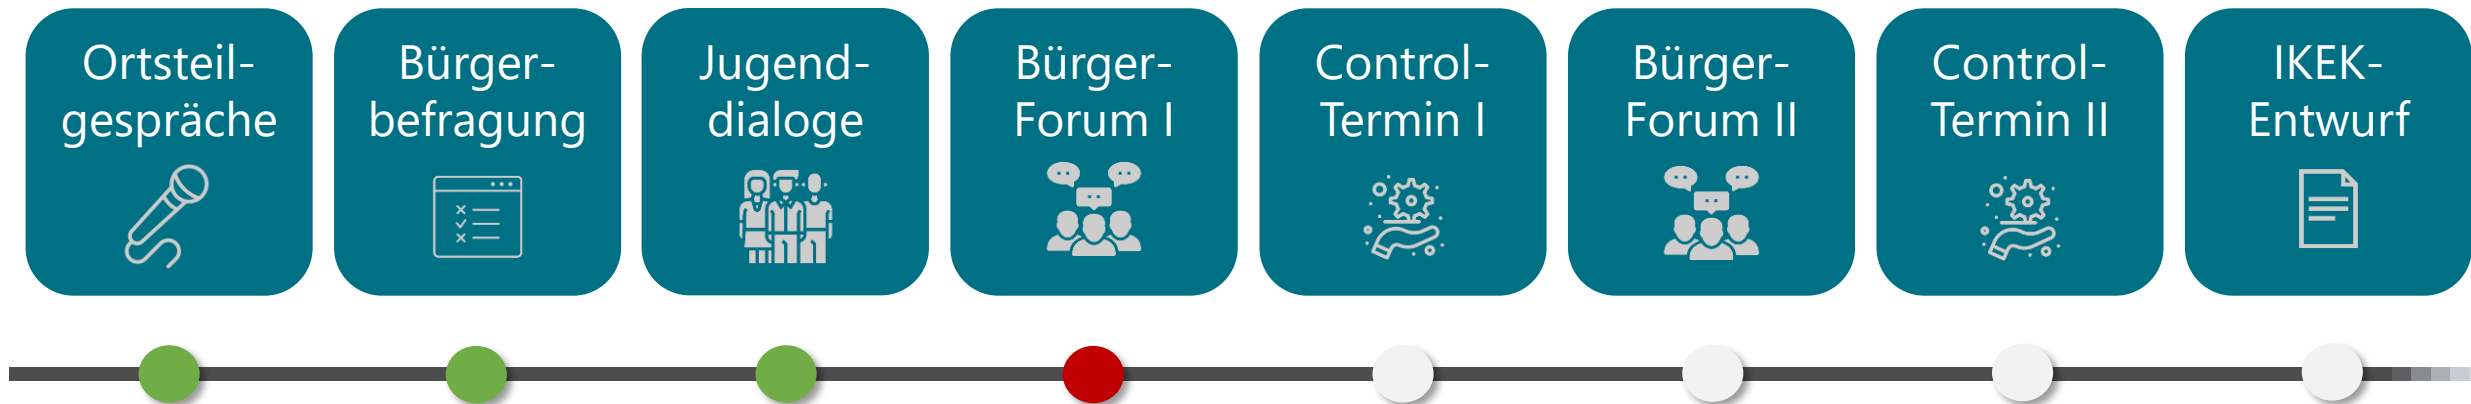 Ortsteil-
gespräche
Bürger-
befragung
Jugend-
dialoge
Bürger-
Forum I
Control-
Termin I
Bürger-
Forum II
Control-
Termin II
IKEK-
Entwurf